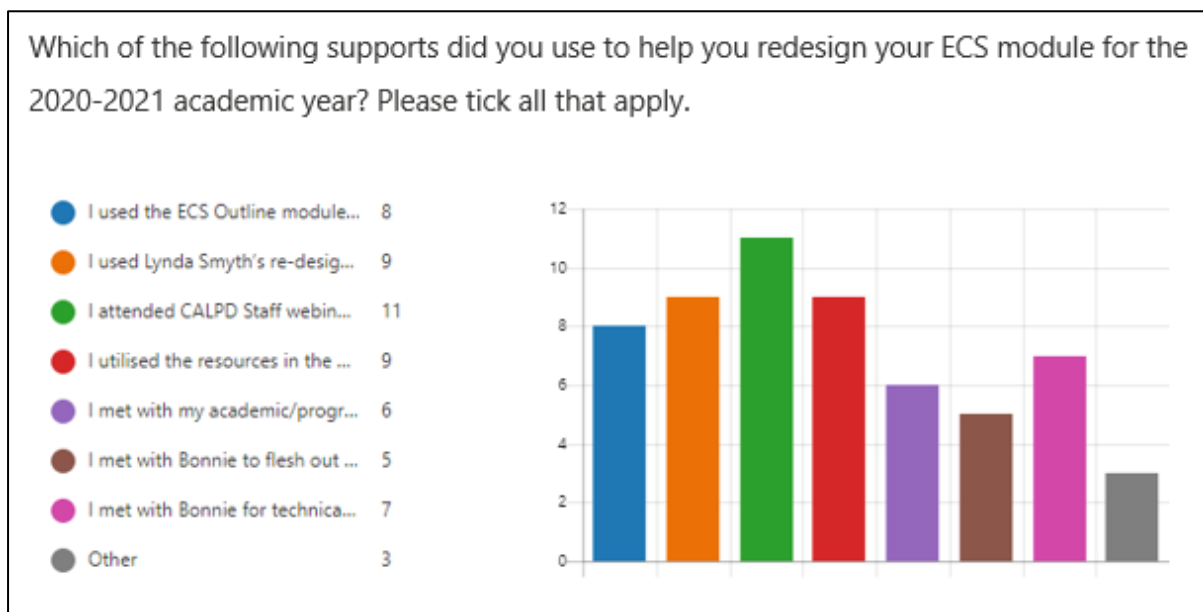 Which of the following supports did you use to help you redesign your ECS module for the
2020-2021 academic year? Please tick all that apply.
I used the ECS Outline module... 8
I used Lynda Smyth's re-desig... 9
I attended CALPD Staff webin... 11
I utilised the resources in the ... 9
I met with my academic/progr... 6
I met with Bonnie to flesh out ... 5
I met with Bonnie for technica... 7
Other 3
12
10
8
6
4
2
0